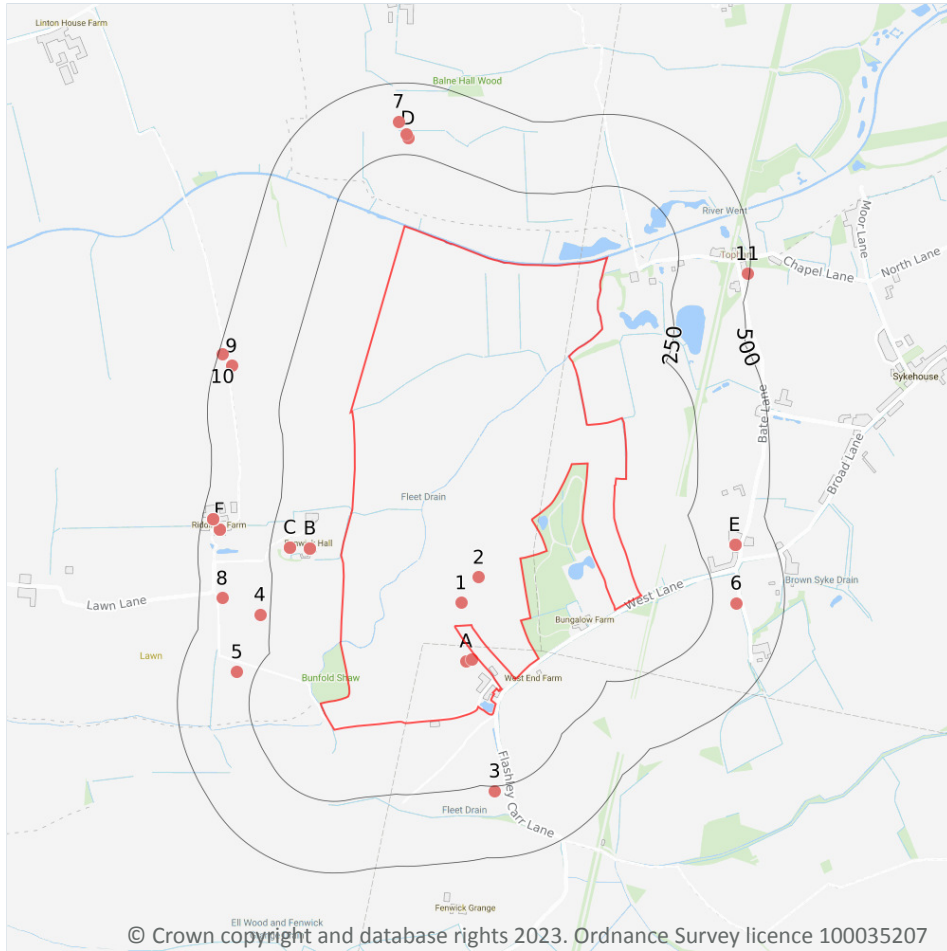 Linton House Farm
Balne Hall Wood
7
D
River Went
Moor Lane
11
Chapel Lane
North Lane
250
500
9
10
Sykehouse
Bate Lane
Broad Lane
Fleet Drain
F
Farm
C
B
Fenwick Hall
E
2
1
8
4
Lawn Lane
West Lane
Brown Syke Drain
6
Bungalow Farm
A
Lawn
5
Bunfold Shaw
West End Farm
3
Flashley Carr Lane
Fleet Drain
Fenwick Grange
Ell Wood and Fenwick
© Crown copyright and database rights 2023. Ordnance Survey licence 100035207